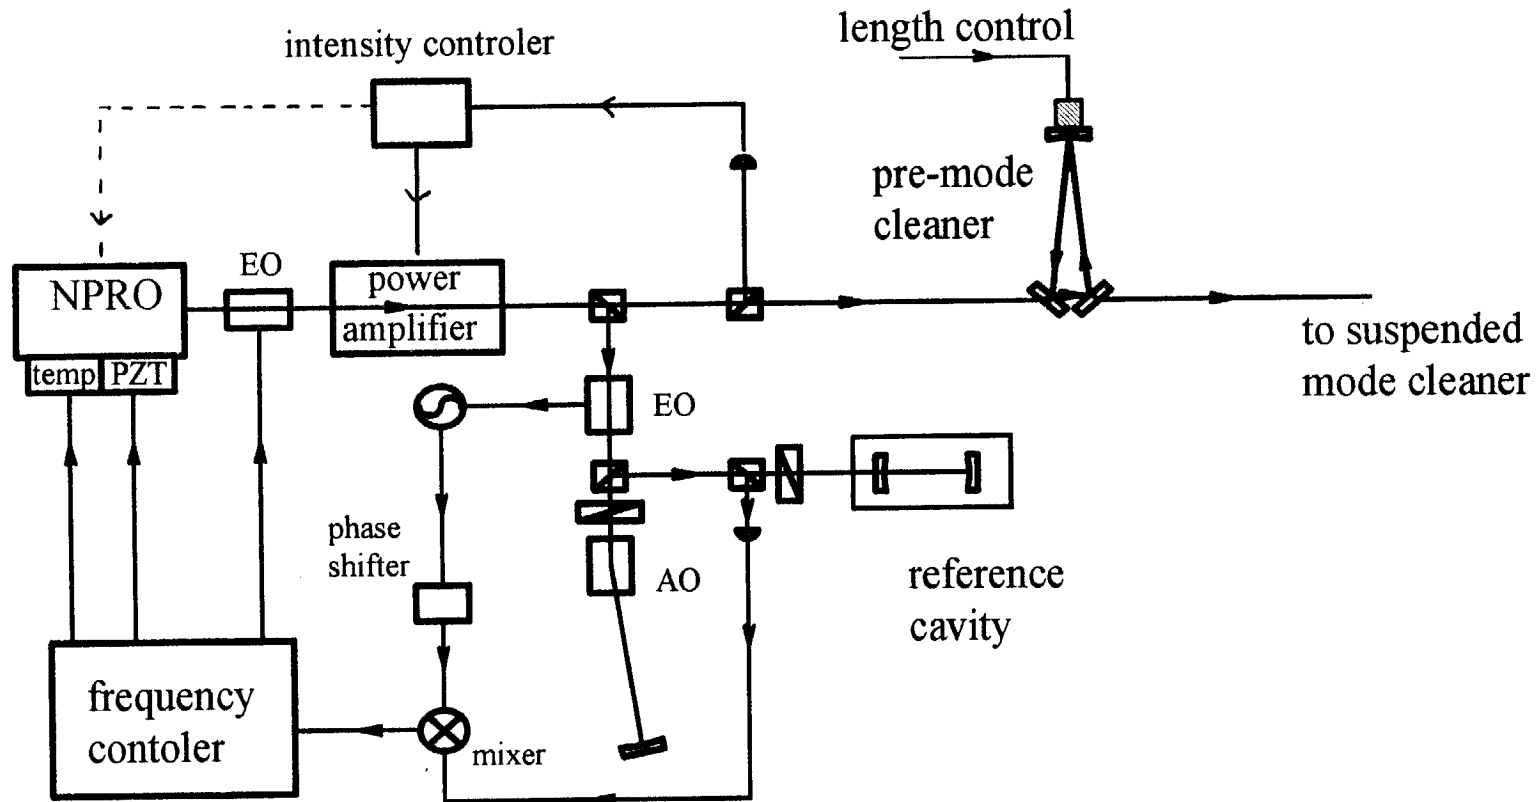 length control
intensity controler
pre-mode
cleaner
EO
NPRO
power
amplifier
temp
PZT
to suspended
mode cleaner
EO
phase
shifter
AO
reference
cavity
frequency
contoler
mixer